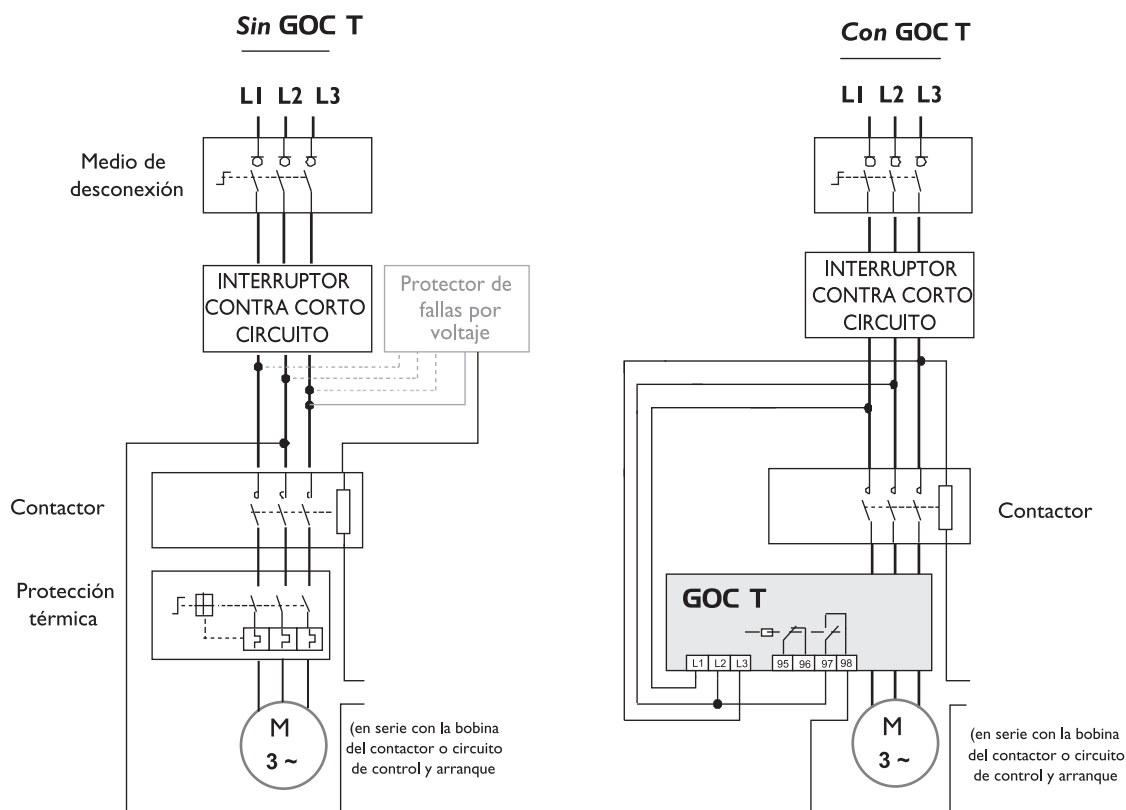 Sin GOC T
L1 L2 L3
Medio de
desconexión
INTERRUPTOR
CONTRA CORTO
CIRCUITO
Protector de
fallas por
voltaje
Contactor
Protección
térmica
M
3 ~
(en serie con la bobina
del contactor o circuito
de control y arranque
Con GOC T
L1 L2 L3
INTERRUPTOR
CONTRA CORTO
CIRCUITO
Contactor
GOC T
L1 L2 L3 95 96 97 98
M
3 ~
(en serie con la bobina
del contactor o circuito
de control y arranque